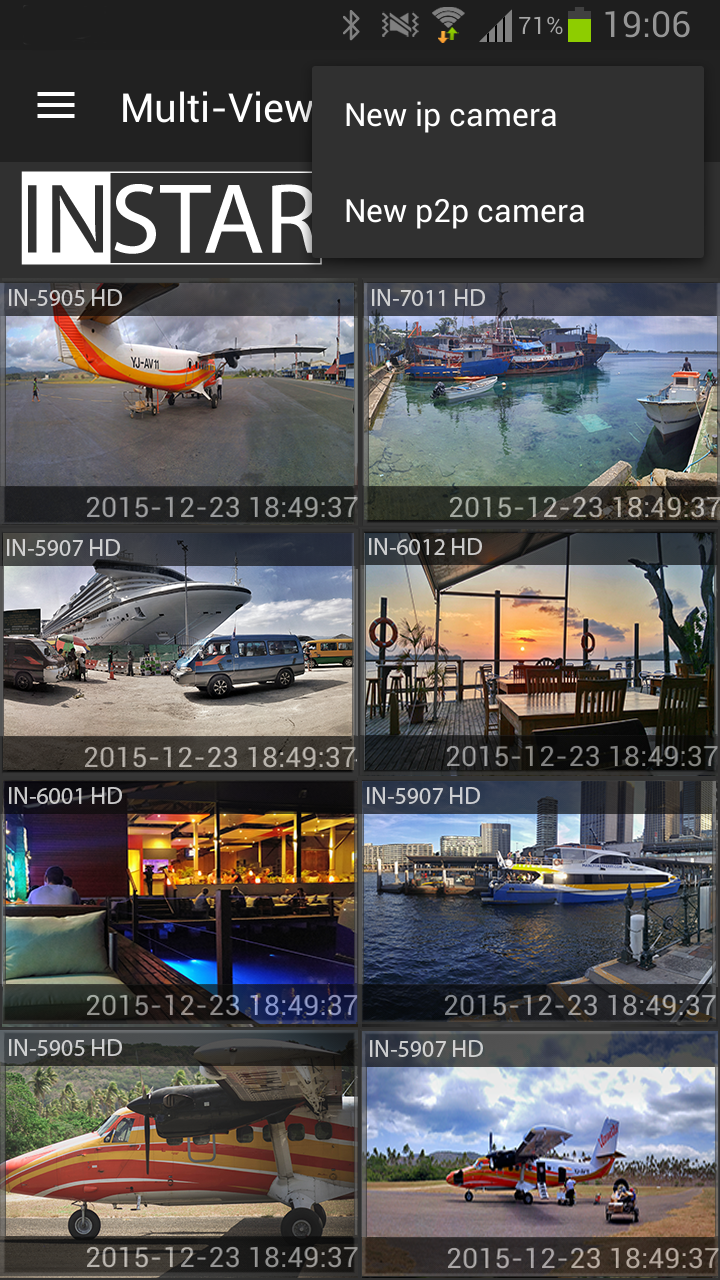 71% 19:06
Multi-View
New ip camera
New p2p camera
INSTAR
IN-5905 HD
YJ-AV11
2015-12-23 18:49:37
IN-7011 HD
2015-12-23 18:49:37
IN-5907 HD
2015-12-23 18:49:37
IN-6012 HD
2015-12-23 18:49:37
IN-6001 HD
2015-12-23 18:49:37
IN-5907 HD
2015-12-23 18:49:37
IN-5905 HD
2015-12-23 18:49:37
IN-5907 HD
2015-12-23 18:49:37